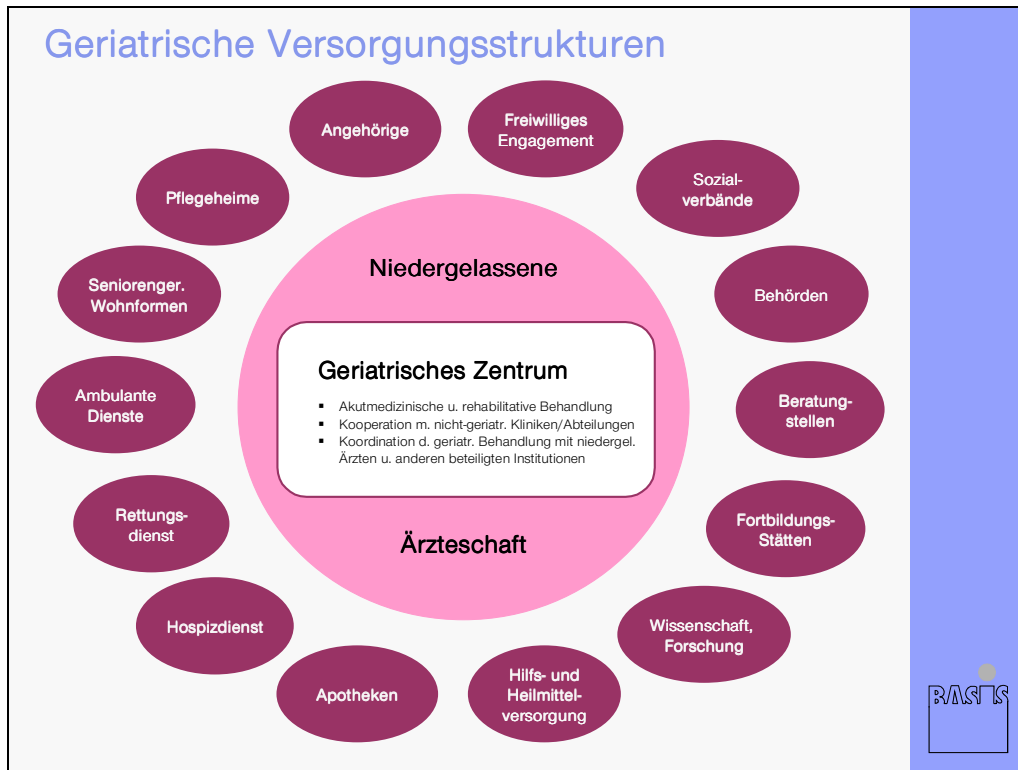 Geriatrische Versorgungsstrukturen
Angehörige
Freiwilliges
Engagement
Sozial-
verbände
Pflegeheime
Niedergelassene
Seniorenger.
Wohnformen
Behörden
Geriatrisches Zentrum
▪ Akutmedizinische u. rehabilitative Behandlung
▪ Kooperation m. nicht-geriatr. Kliniken/Abteilungen
▪ Koordination d. geriatr. Behandlung mit niedergel.
Ärzten u. anderen beteiligten Institutionen
Ambulante
Dienste
Beratung-
stellen
Rettungs-
dienst
Fortbildungs-
Stätten
Ärzteschaft
Hospizdienst
Wissenschaft,
Forschung
Apotheken
Hilfs- und
Heilmittel-
versorgung
BASIS